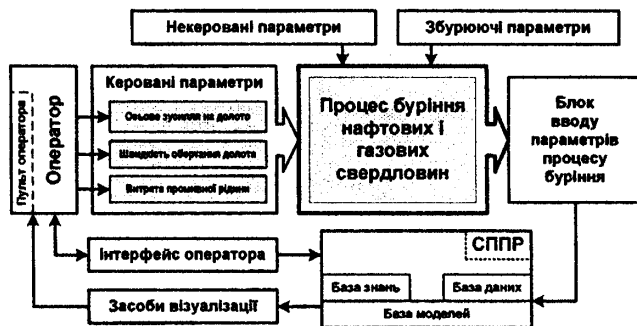 Некеровані параметри
Збурюючі параметри
Пульт оператора
Оператор
Керовані параметри
Осьове зусилля на долото
Швидкість обертання долота
Витрата промивної рідини
Процес буріння
нафтових і
газових
свердловин
Блок
вводу
параметрів
процесу
буріння
Інтерфейс оператора
Засоби візуалізації
СППР
База знань
База даних
База моделей